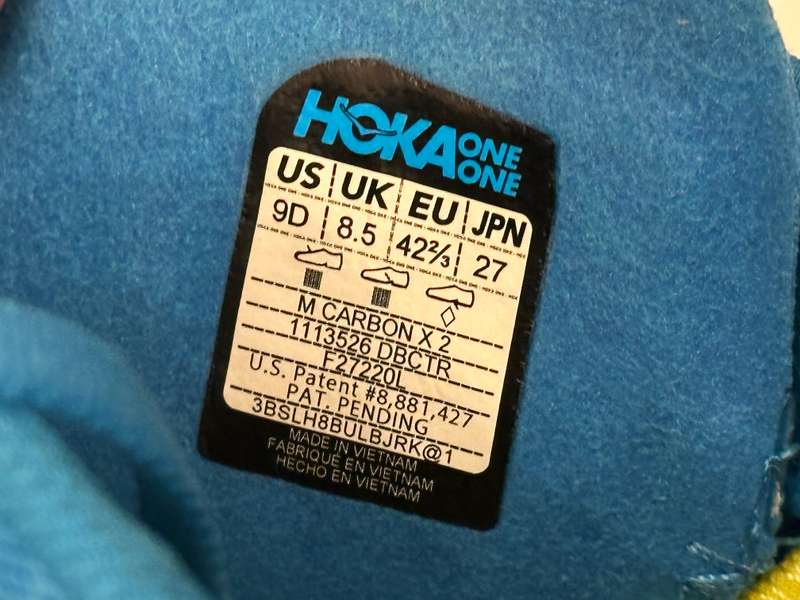 HOKA ONE ONE
US UK EU JPN
9D 8.5 42⅔ 27
M CARBON X 2
1113526 DBCTR
F27220L
U.S. Patent #8,881,427
PAT. PENDING
3BSLH8BULBJRK@1
MADE IN VIETNAM
FABRIQUÉ EN VIETNAM
HECHO EN VIETNAM